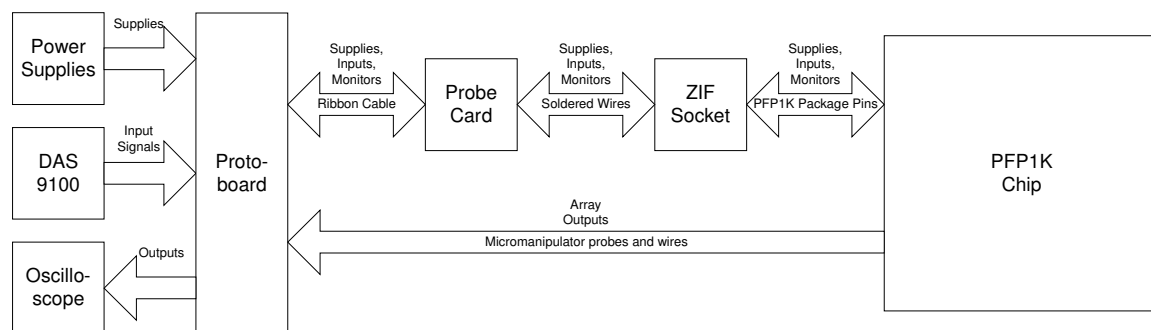 Power
Supplies
Supplies
DAS
9100
Input
Signals
Oscillo-
scope
Outputs
Proto-
board
Supplies,
Inputs,
Monitors
Ribbon Cable
Probe
Card
Supplies,
Inputs,
Monitors
Soldered Wires
ZIF
Socket
Supplies,
Inputs,
Monitors
PFP1K Package Pins
PFP1K
Chip
Array
Outputs
Micromanipulator probes and wires